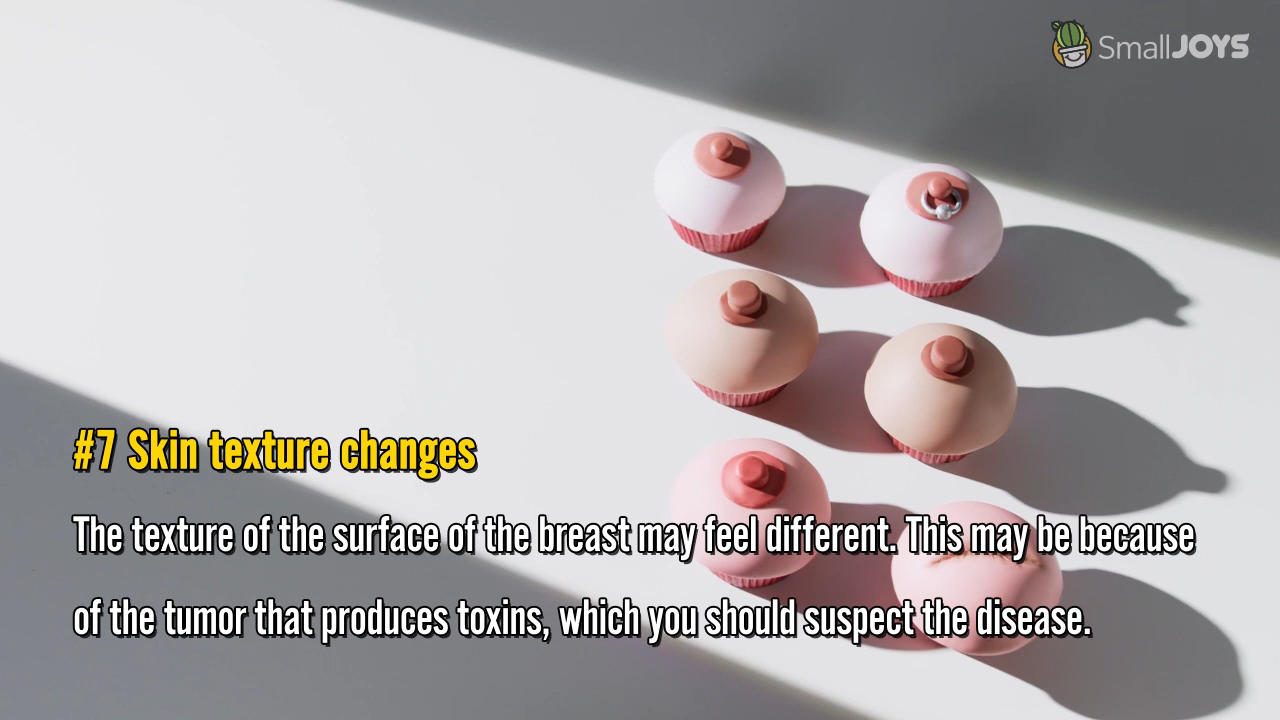 SmallJOYS
#7 Skin texture changes
The texture of the surface of the breast may feel different. This may be because
of the tumor that produces toxins, which you should suspect the disease.